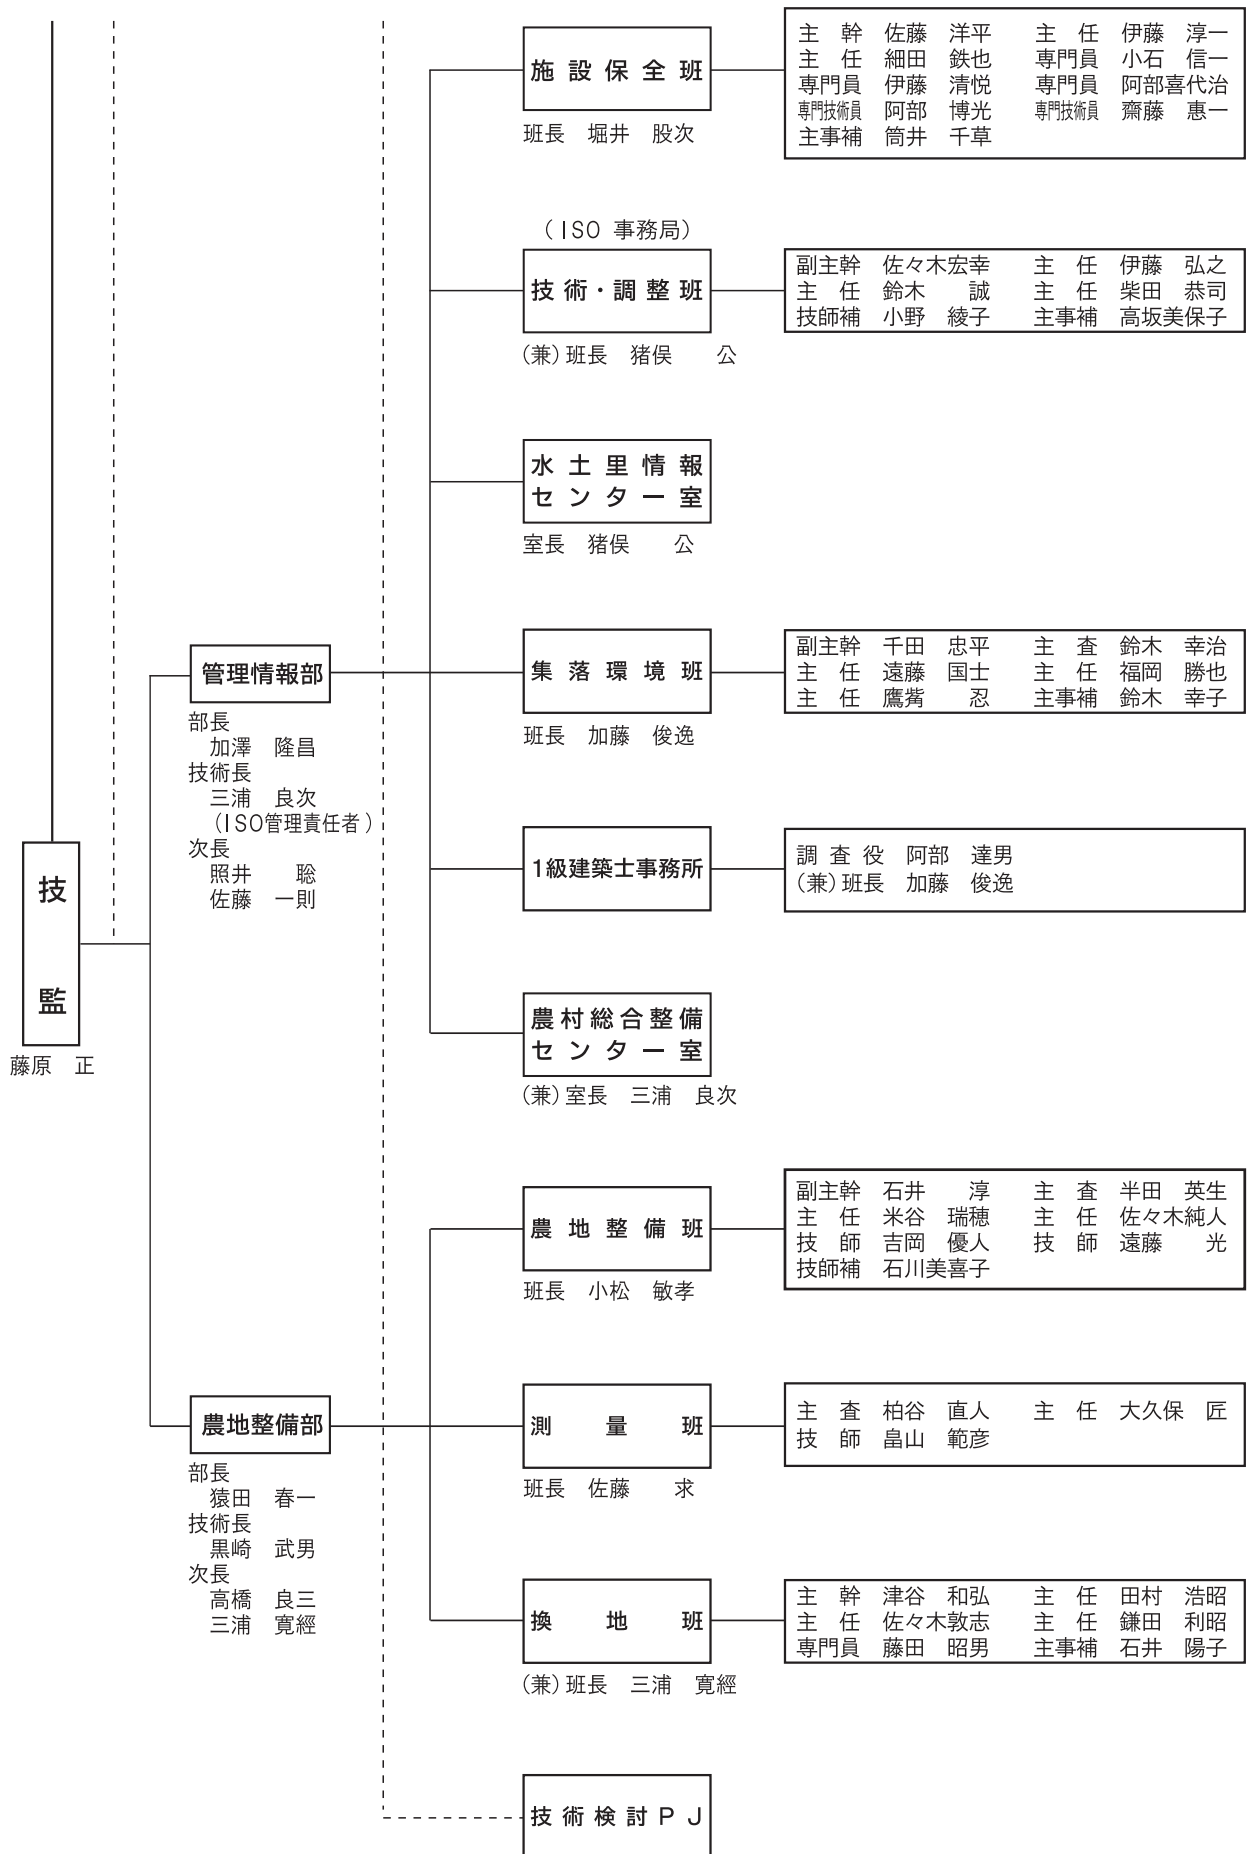 技監
藤原　正
管理情報部
部長
加澤　隆昌
技術長
三浦　良次
（ISO管理責任者）
次長
照井　　聡
佐藤　一則
施設保全班
班長　堀井　股次
主　幹　佐藤　洋平　　主　任　伊藤　淳一
主　任　細田　鉄也　　専門員　小石　信一
専門員　伊藤　清悦　　専門員　阿部喜代治
専門技術員　阿部　博光　　専門技術員　齋藤　惠一
主事補　筒井　千草
（ISO 事務局）
技術・調整班
（兼）班長　猪俣　　公
副主幹　佐々木宏幸　　主　任　伊藤　弘之
主　任　鈴木　　誠　　主　任　柴田　恭司
技師補　小野　綾子　　主事補　高坂美保子
水土里情報
センター室
室長　猪俣　　公
集落環境班
班長　加藤　俊逸
副主幹　千田　忠平　　主　査　鈴木　幸治
主　任　遠藤　国士　　主　任　福岡　勝也
主　任　鷹觜　　忍　　主事補　鈴木　幸子
1級建築士事務所
調査役　阿部　達男
（兼）班長　加藤　俊逸
農村総合整備
センター室
（兼）室長　三浦　良次
農地整備部
部長
猿田　春一
技術長
黒崎　武男
次長
高橋　良三
三浦　寛經
農地整備班
班長　小松　敏孝
副主幹　石井　　淳　　主　査　半田　英生
主　任　米谷　瑞穂　　主　任　佐々木純人
技　師　吉岡　優人　　技　師　遠藤　　光
技師補　石川美喜子
測量班
班長　佐藤　　求
主　査　柏谷　直人　　主　任　大久保　匠
技　師　畠山　範彦
換地班
（兼）班長　三浦　寛經
主　幹　津谷　和弘　　主　任　田村　浩昭
主　任　佐々木敦志　　主　任　鎌田　利昭
専門員　藤田　昭男　　主事補　石井　陽子
技術検討ＰＪ